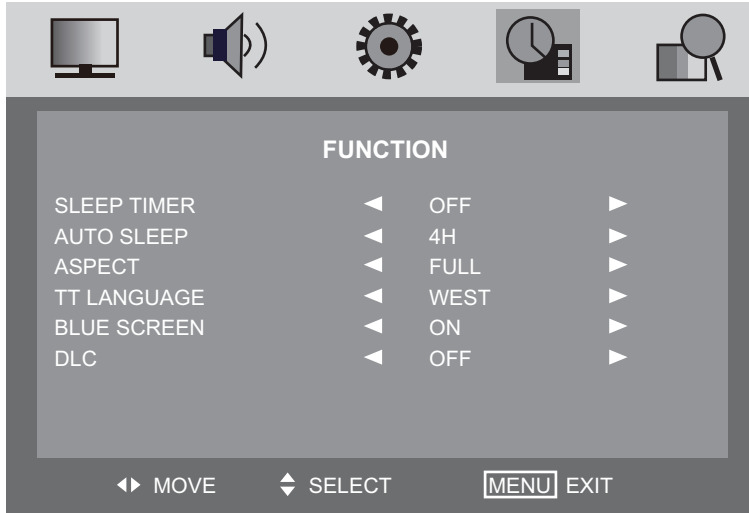 FUNCTION
SLEEP TIMER OFF
AUTO SLEEP 4H
ASPECT FULL
TT LANGUAGE WEST
BLUE SCREEN ON
DLC OFF
MOVE SELECT MENU EXIT